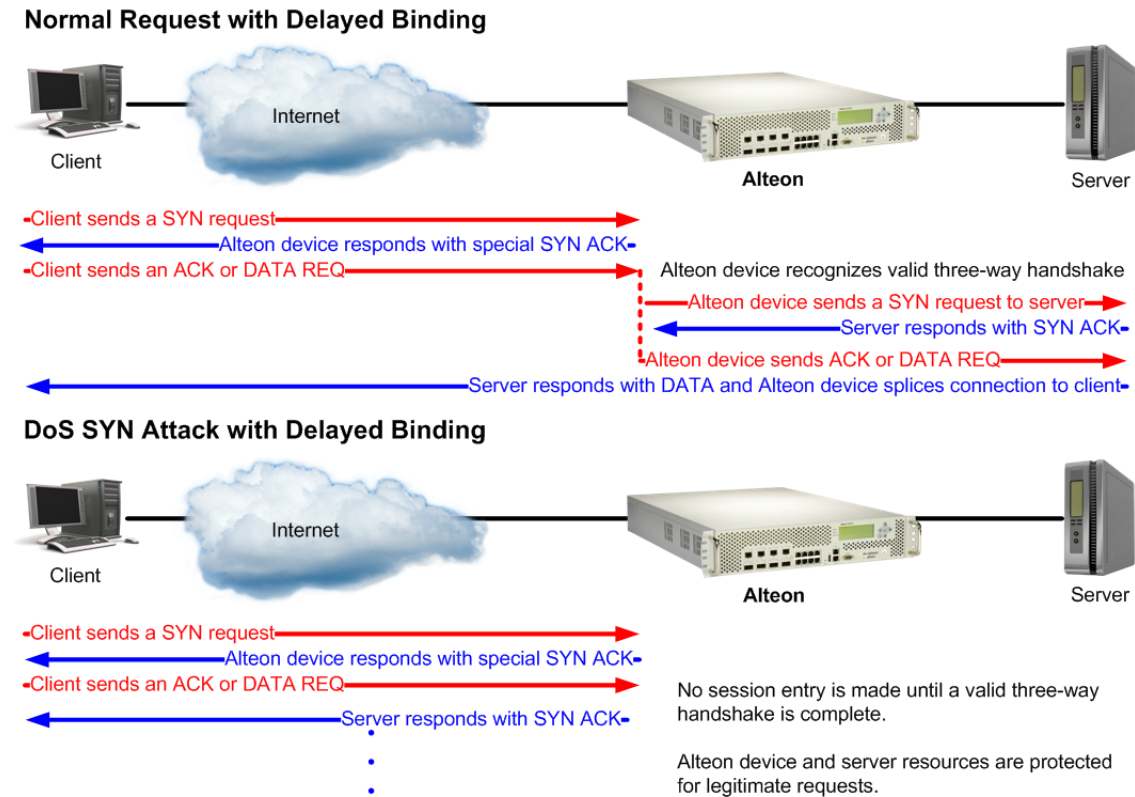 Normal Request with Delayed Binding
Internet
Client
Alteon
Server
Client sends a SYN request
Alteon device responds with special SYN ACK
Client sends an ACK or DATA REQ
Alteon device recognizes valid three-way handshake
Alteon device sends a SYN request to server
Server responds with SYN ACK
Alteon device sends ACK or DATA REQ
Server responds with DATA and Alteon device splices connection to client
DoS SYN Attack with Delayed Binding
Internet
Client
Alteon
Server
Client sends a SYN request
Alteon device responds with special SYN ACK
Client sends an ACK or DATA REQ
Server responds with SYN ACK
No session entry is made until a valid three-way
handshake is complete.
Alteon device and server resources are protected
for legitimate requests.